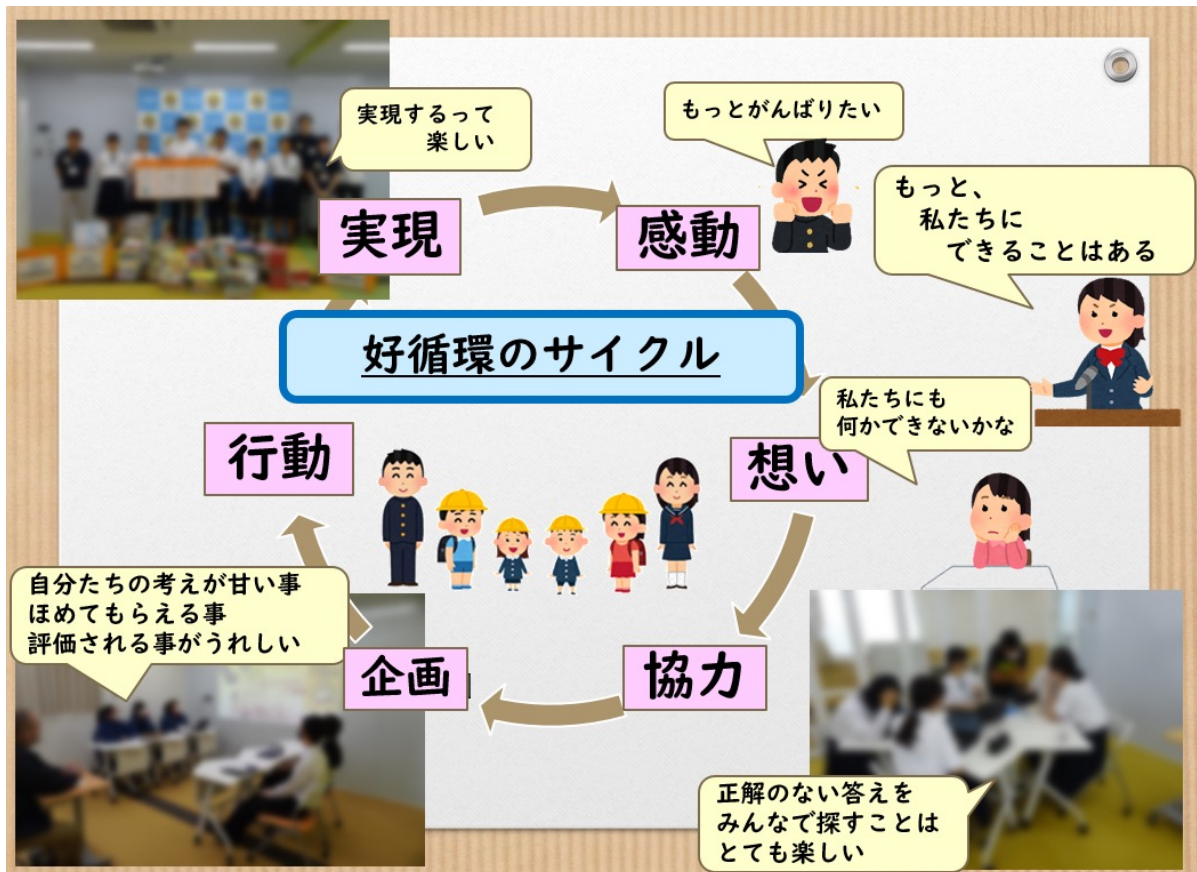 実現するって
楽しい
もっとがんばりたい
もっと、
私たちに
できることはある
実現
感動
好循環のサイクル
私たちにも
何かできないかな
行動
想い
自分たちの考えが甘い事
ほめてもらえる事
評価される事がうれしい
企画
協力
正解のない答えを
みんなで探すことは
とても楽しい